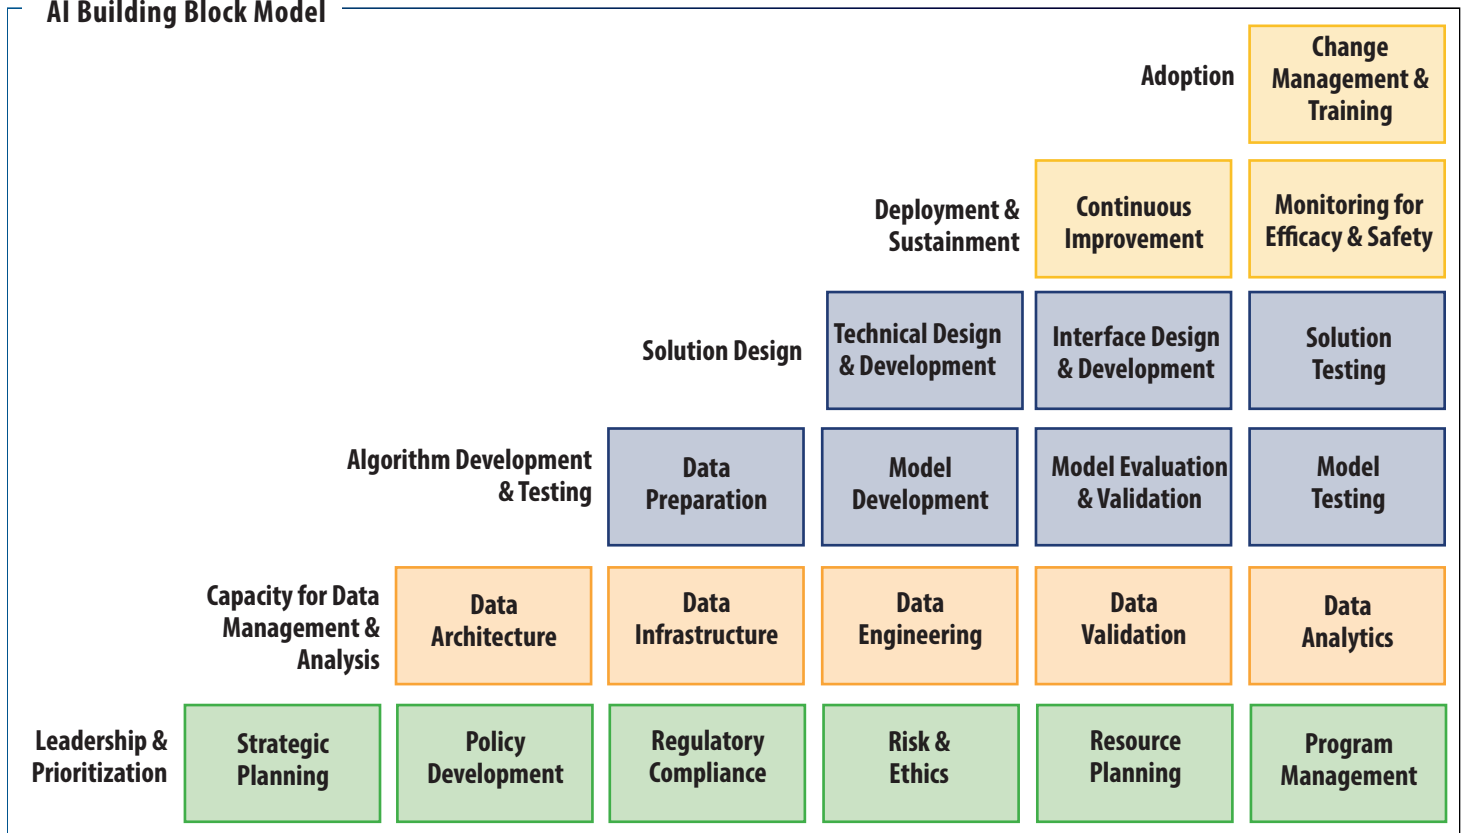 AI Building Block Model
Adoption
Change
Management &
Training
Deployment &
Sustainment
Continuous
Improvement
Monitoring for
Efficacy & Safety
Solution Design
Technical Design
& Development
Interface Design
& Development
Solution
Testing
Algorithm Development
& Testing
Data
Preparation
Model
Development
Model Evaluation
& Validation
Model
Testing
Capacity for Data
Management &
Analysis
Data
Architecture
Data
Infrastructure
Data
Engineering
Data
Validation
Data
Analytics
Leadership &
Prioritization
Strategic
Planning
Policy
Development
Regulatory
Compliance
Risk &
Ethics
Resource
Planning
Program
Management